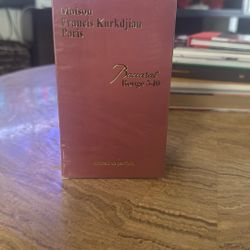 Maison
Francis Kurkdjian
Paris
Baccarat
Rouge 540